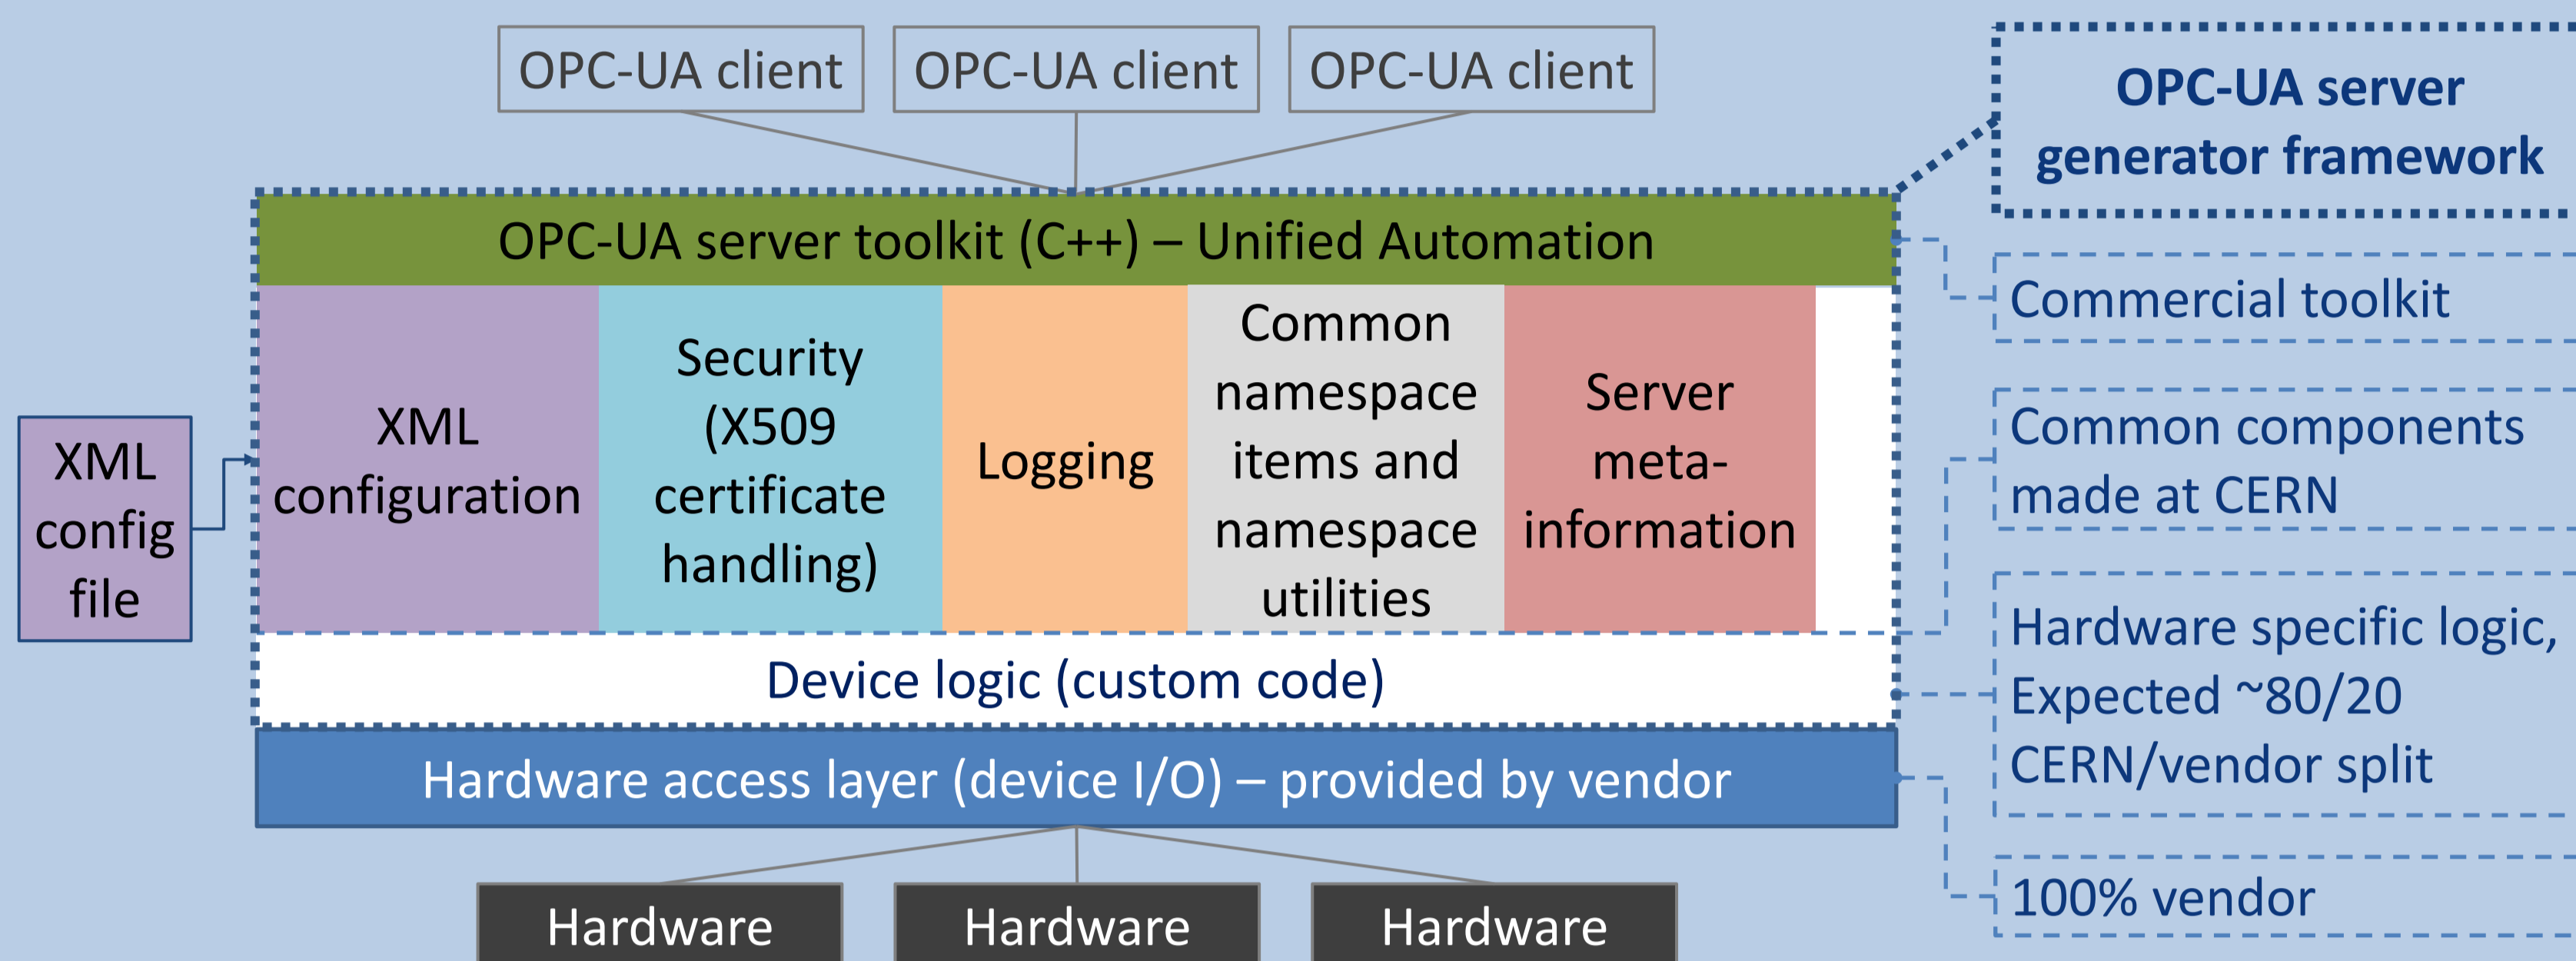 OPC-UA client
OPC-UA client
OPC-UA client
OPC-UA server
generator framework
OPC-UA server toolkit (C++) – Unified Automation
Commercial toolkit
XML
config
file
XML
configuration
Security
(X509
certificate
handling)
Logging
Common
namespace
items and
namespace
utilities
Server
meta-
information
Common components
made at CERN
Device logic (custom code)
Hardware specific logic,
Expected ~80/20
CERN/vendor split
Hardware access layer (device I/O) – provided by vendor
100% vendor
Hardware
Hardware
Hardware